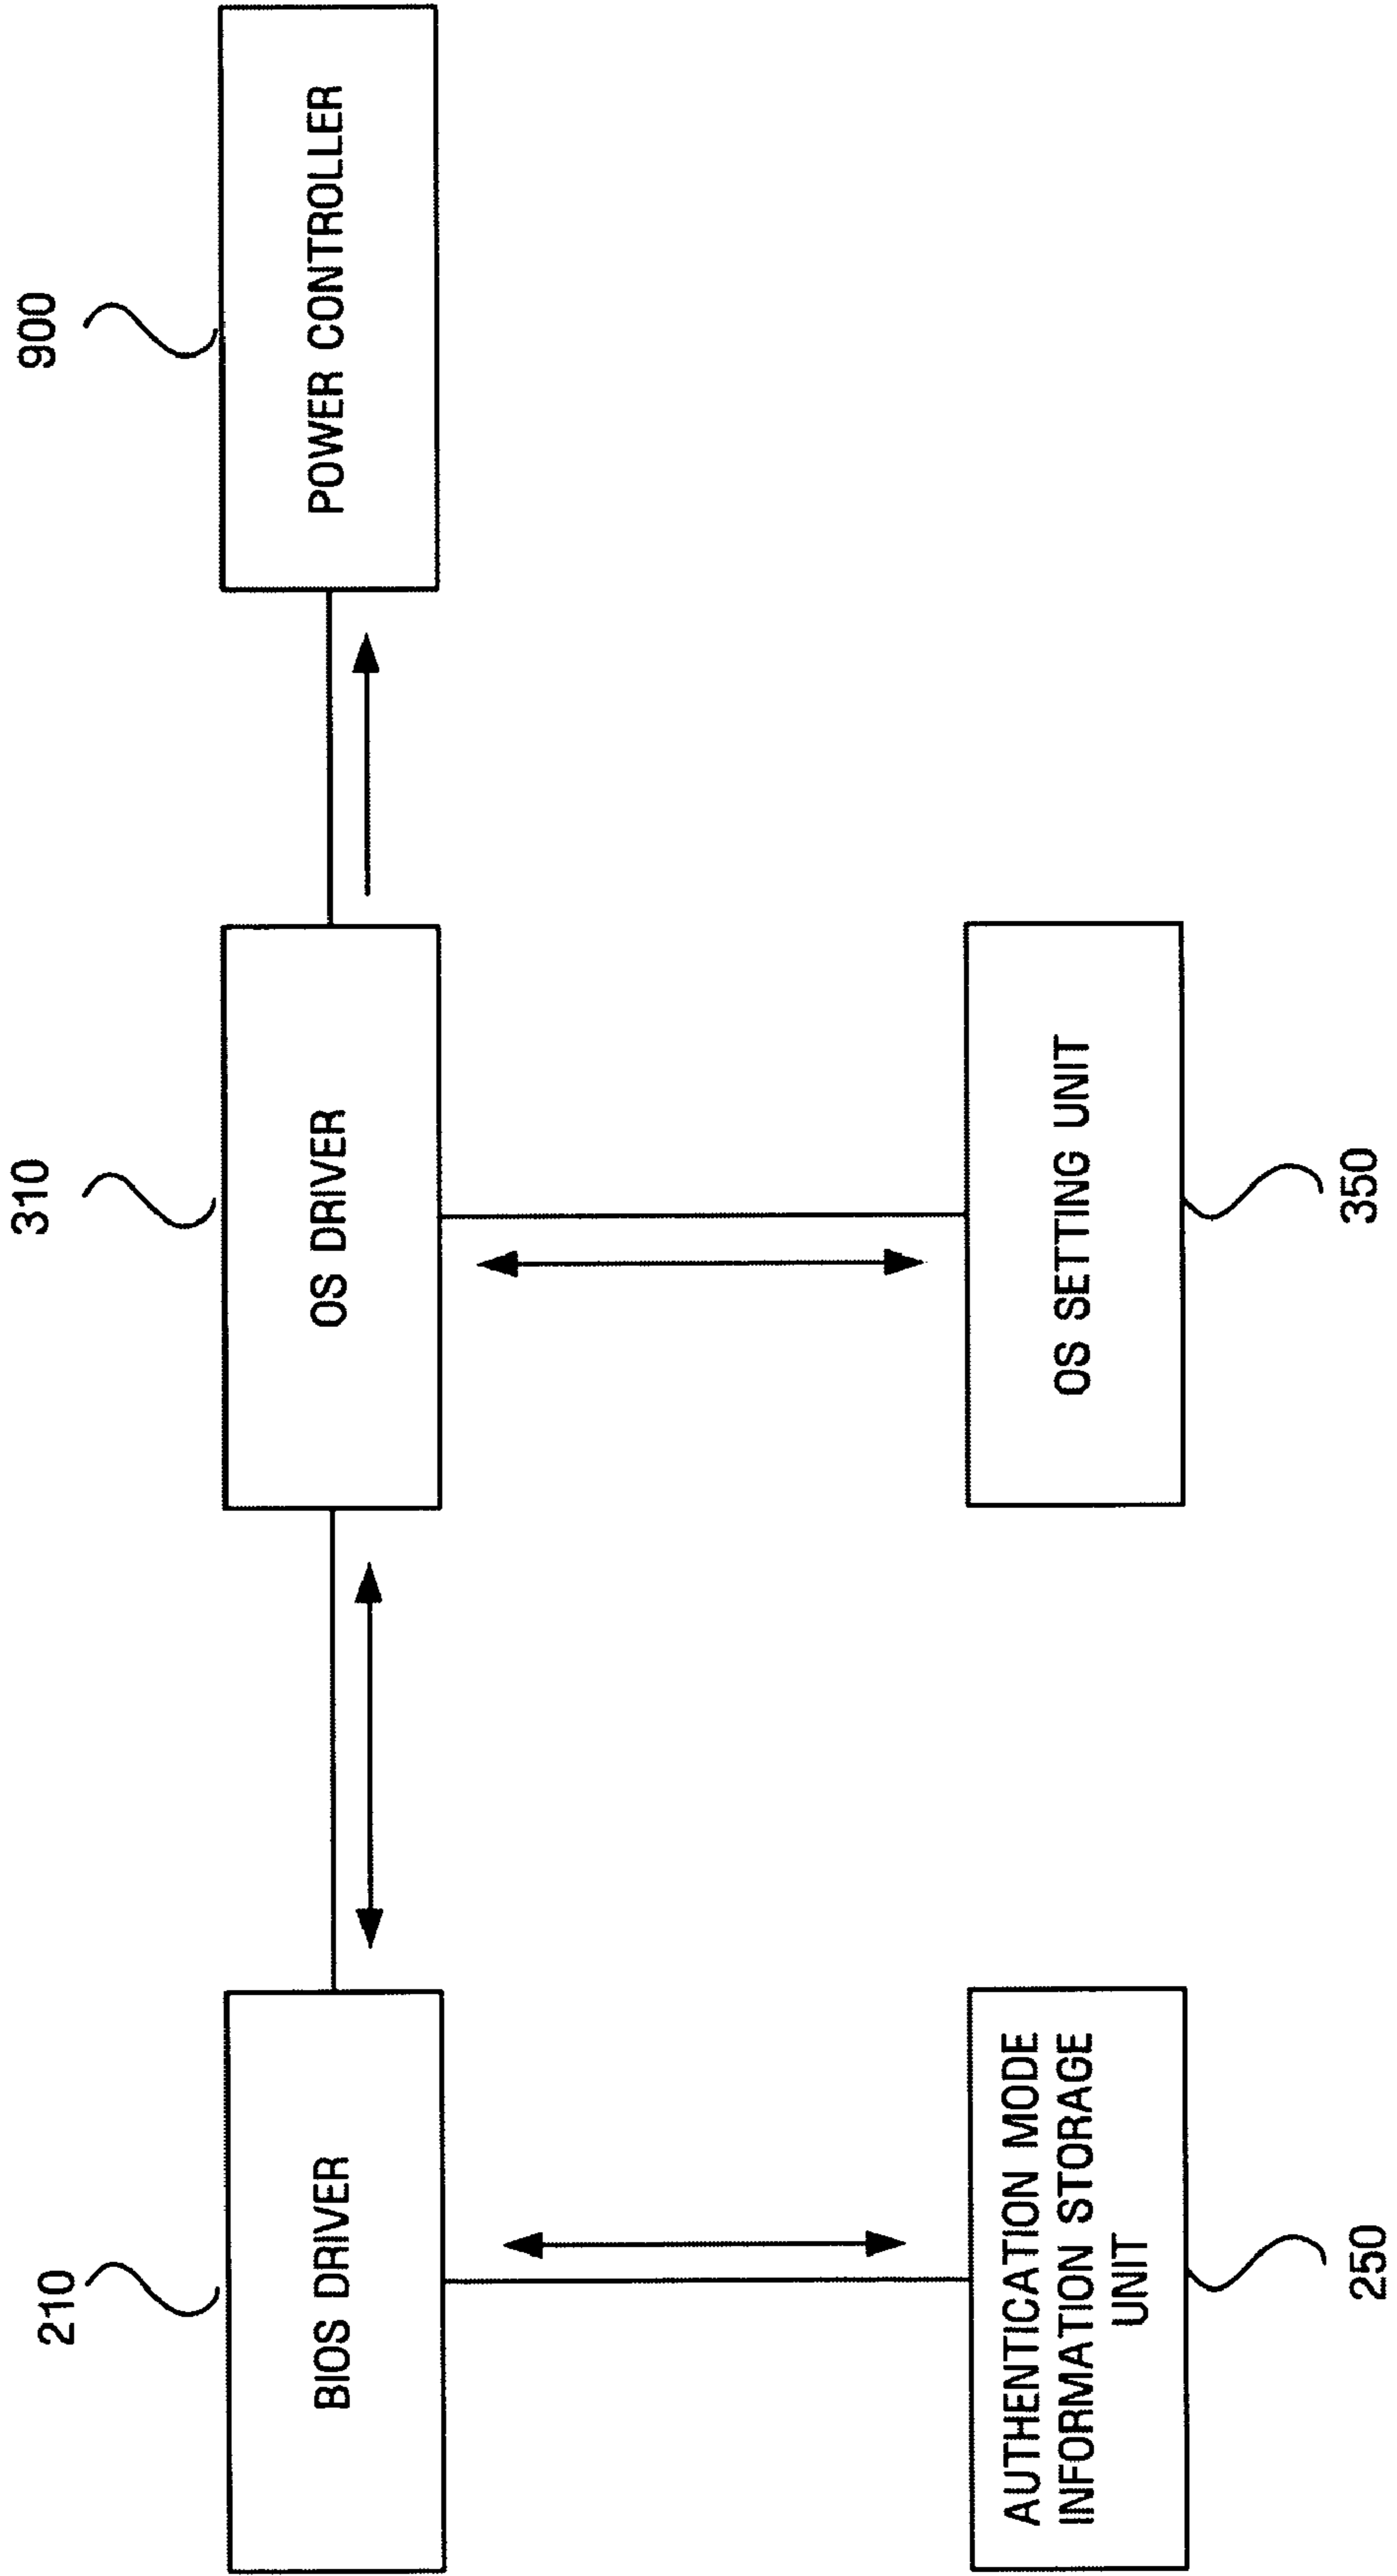 210
310
900
BIOS DRIVER
OS DRIVER
POWER CONTROLLER
AUTHENTICATION MODE
INFORMATION STORAGE
UNIT
OS SETTING UNIT
250
350